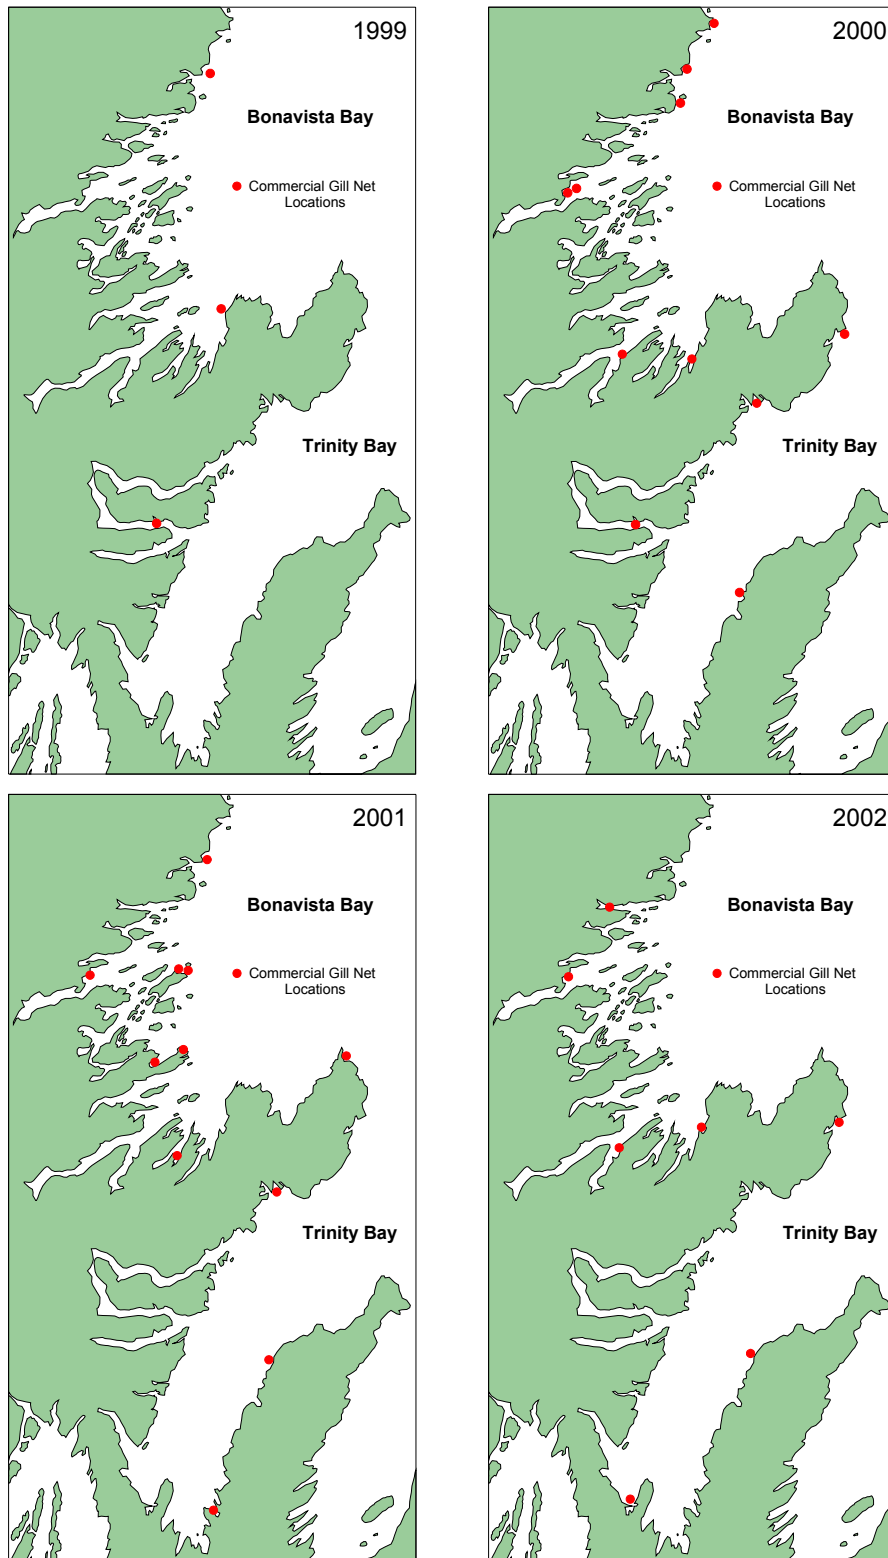 1999
Bonavista Bay
Commercial Gill Net
Locations
Trinity Bay
2000
Bonavista Bay
Commercial Gill Net
Locations
Trinity Bay
2001
Bonavista Bay
Commercial Gill Net
Locations
Trinity Bay
2002
Bonavista Bay
Commercial Gill Net
Locations
Trinity Bay